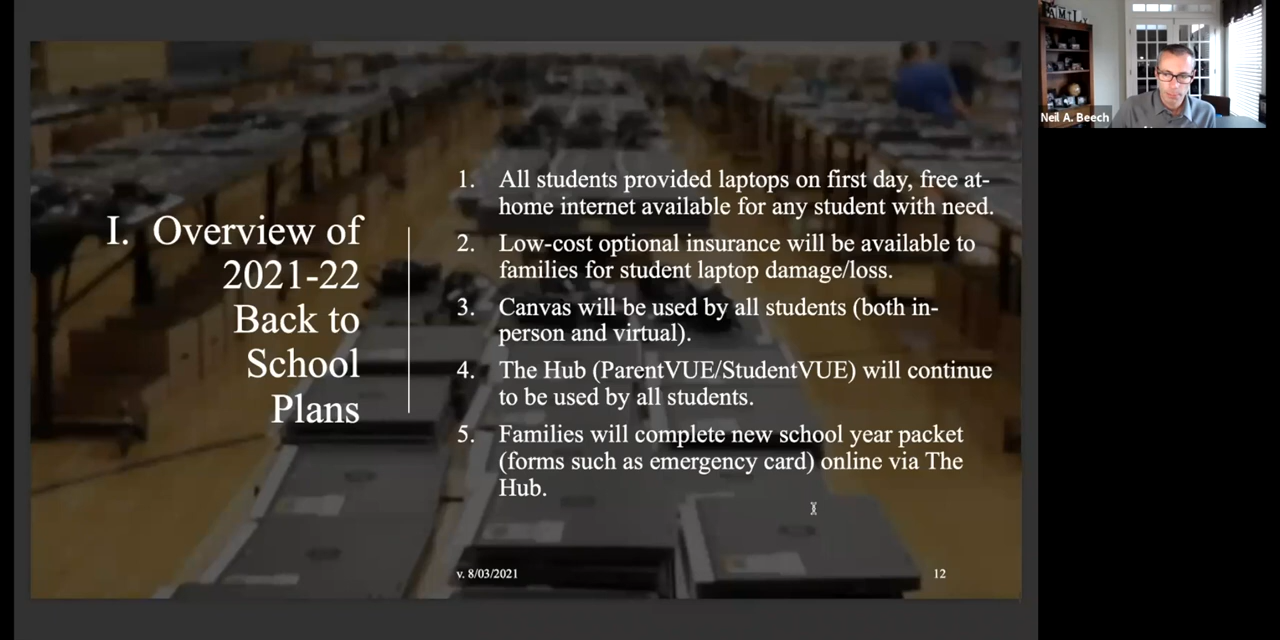 I. Overview of
2021-22
Back to
School
Plans
1. All students provided laptops on first day, free at-
home internet available for any student with need.
2. Low-cost optional insurance will be available to
families for student laptop damage/loss.
3. Canvas will be used by all students (both in-
person and virtual).
4. The Hub (ParentVUE/StudentVUE) will continue
to be used by all students.
5. Families will complete new school year packet
(forms such as emergency card) online via The
Hub.
v. 8/03/2021
12
Neil A. Beech